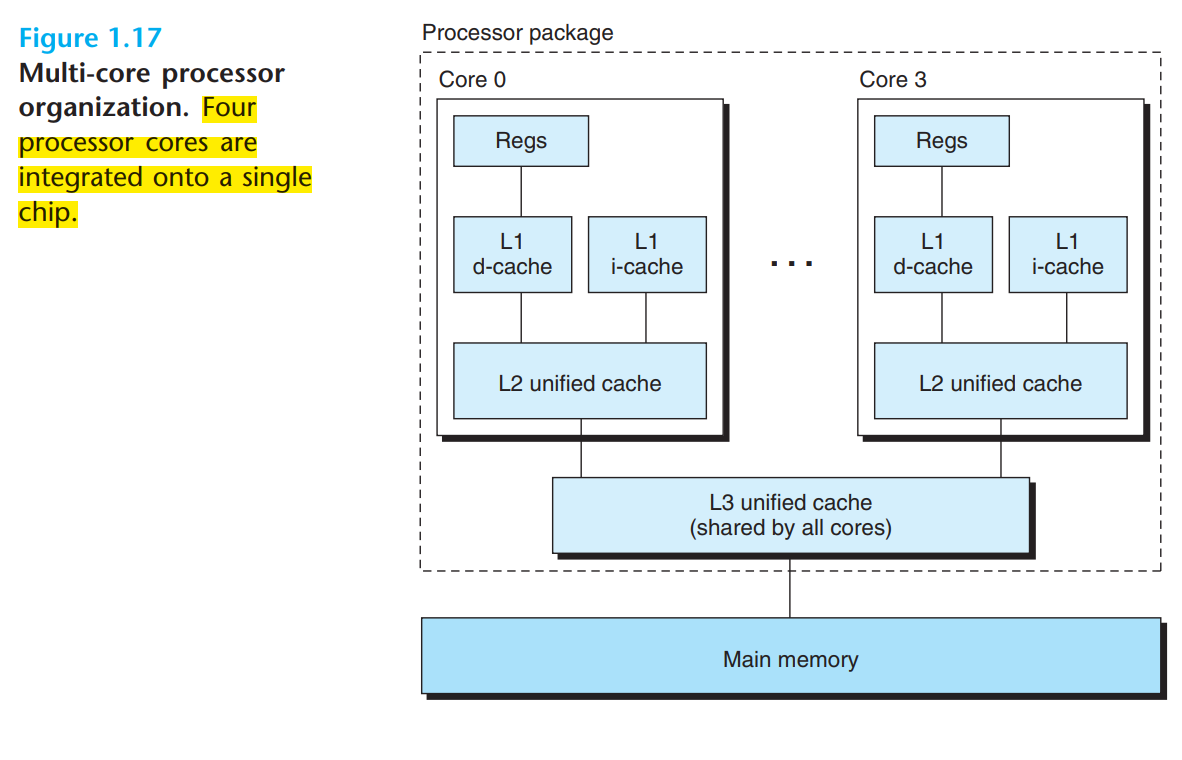 Figure 1.17
Multi-core processor
organization. Four
processor cores are
integrated onto a single
chip.
Processor package
Core 0
Regs
L1
d-cache
L1
i-cache
L2 unified cache
...
Core 3
Regs
L1
d-cache
L1
i-cache
L2 unified cache
L3 unified cache
(shared by all cores)
Main memory